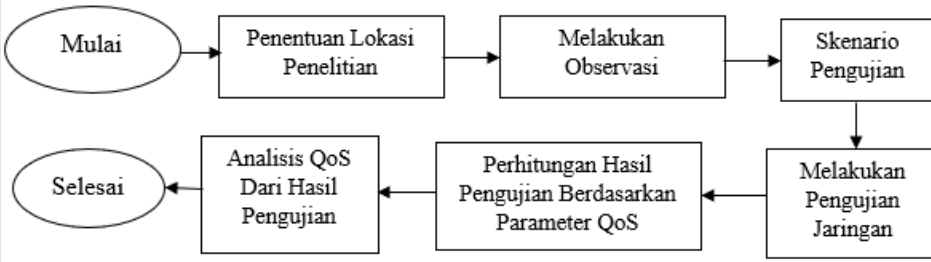 Mulai
Penentuan Lokasi
Penelitian
Melakukan
Observasi
Skenario
Pengujian
Melakukan
Pengujian
Jaringan
Perhitungan Hasil
Pengujian Berdasarkan
Parameter QoS
Analisis QoS
Dari Hasil
Pengujian
Selesai